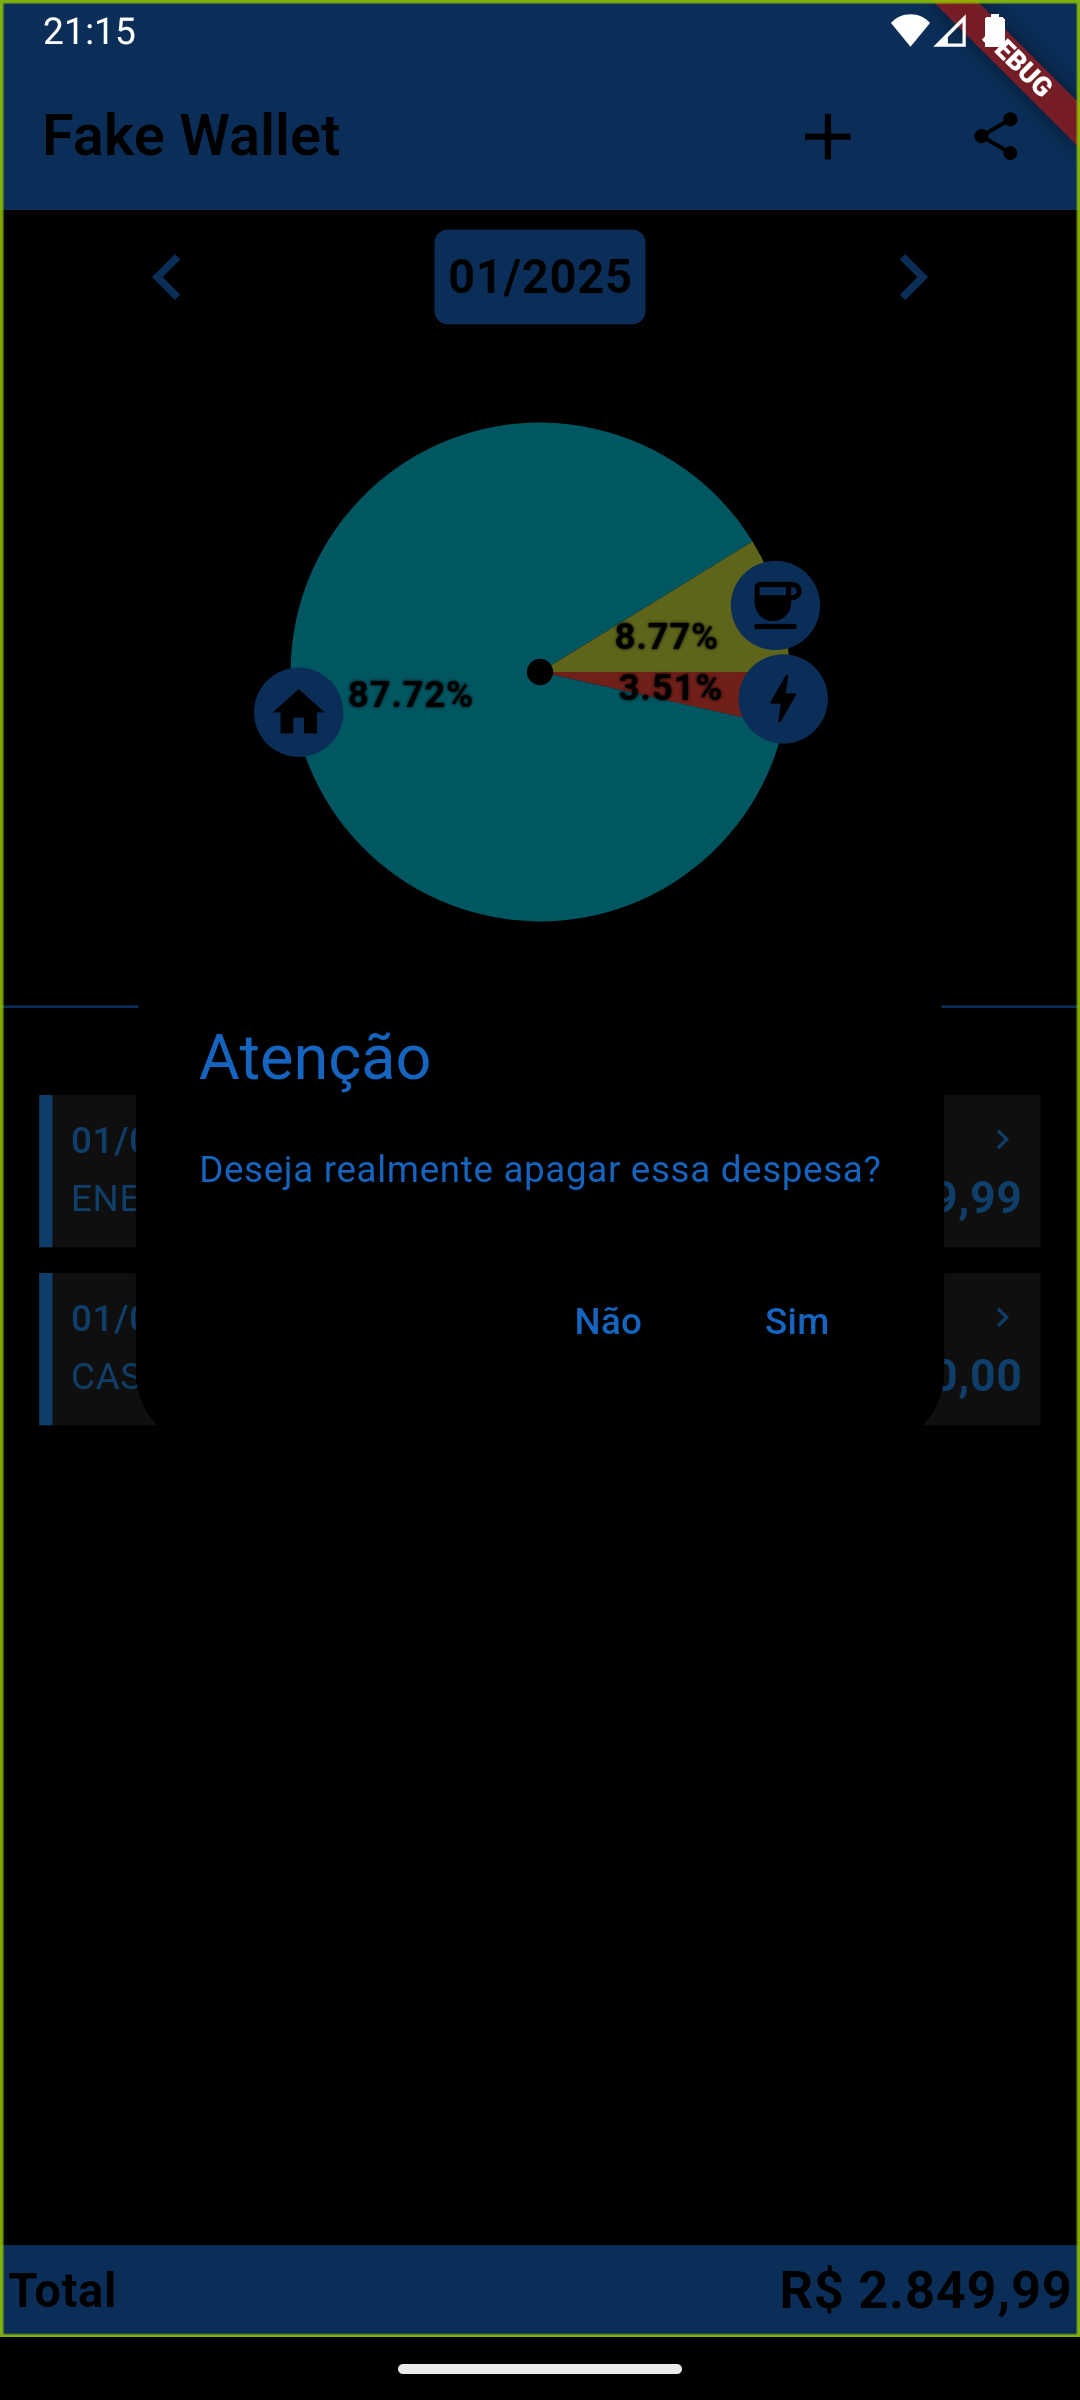 21:15
EBUG
Fake Wallet
01/2025
8.77%
3.51%
87.72%
Atenção
Deseja realmente apagar essa despesa?
01/0
ENE
9,99
Não Sim
01/0
CAS
0,00
Total R$ 2.849,99